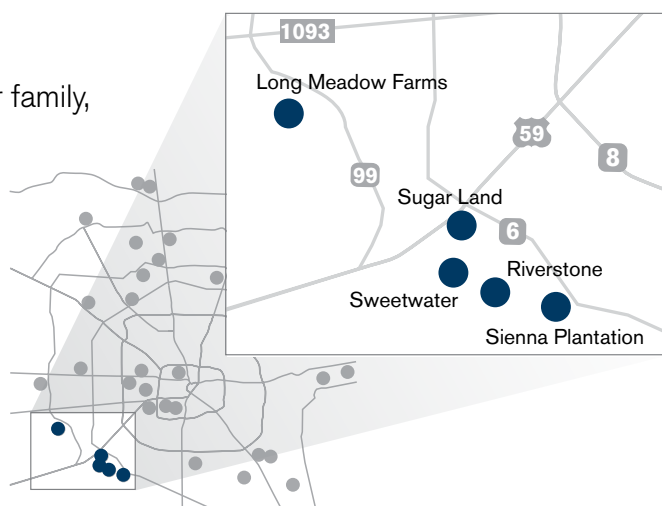 1093
r family,
Long Meadow Farms
59
8
99
Sugar Land
6
Riverstone
Sweetwater
Sienna Plantation